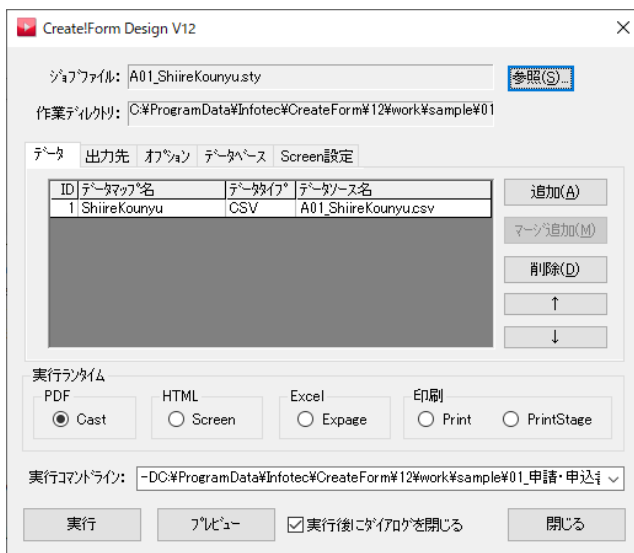 Create!Form Design V12
ジョブファイル: A01_ShiireKounyu.sty 参照(S)...
作業ディレクトリ: C:¥ProgramData¥Infotec¥CreateForm¥12¥work¥sample¥01
データ 出力先 オプション データベース Screen設定
ID データマップ名 データタイプ データソース名
1 ShiireKounyu CSV A01_ShiireKounyu.csv
追加(A)
マージ追加(M)
削除(D)
↑
↓
実行ランタイム
PDF HTML Excel 印刷
Cast Screen Expage Print PrintStage
実行コマンドライン: -DC:¥ProgramData¥Infotec¥CreateForm¥12¥work¥sample¥01_申請・申込
実行 プレビュー 実行後にダイアログを閉じる 閉じる